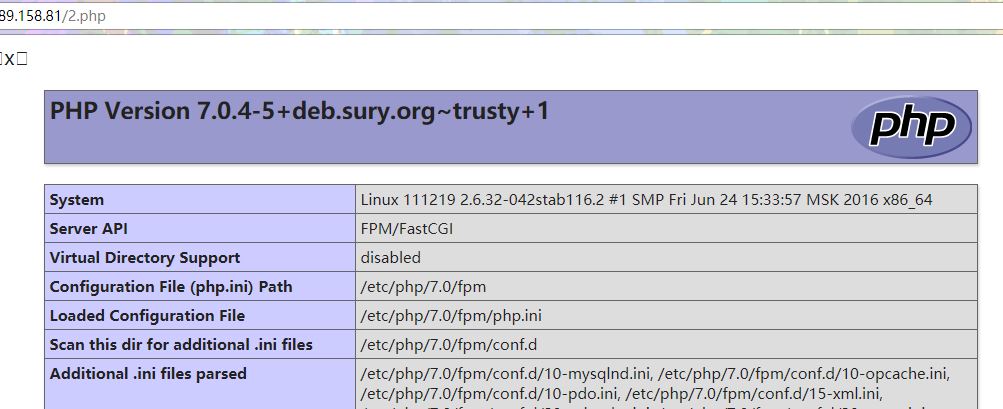 89.158.81/2.php
x
PHP Version 7.0.4-5+deb.sury.org~trusty+1
php
System Linux 111219 2.6.32-042stab116.2 #1 SMP Fri Jun 24 15:33:57 MSK 2016 x86_64
Server API FPM/FastCGI
Virtual Directory Support disabled
Configuration File (php.ini) Path /etc/php/7.0/fpm
Loaded Configuration File /etc/php/7.0/fpm/php.ini
Scan this dir for additional .ini files /etc/php/7.0/fpm/conf.d
Additional .ini files parsed /etc/php/7.0/fpm/conf.d/10-mysqlnd.ini, /etc/php/7.0/fpm/conf.d/10-opcache.ini,
/etc/php/7.0/fpm/conf.d/10-pdo.ini, /etc/php/7.0/fpm/conf.d/15-xml.ini,